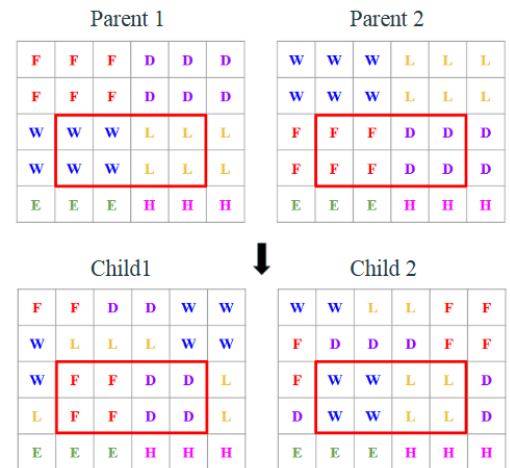 Parent 1 Parent 2
F F F D D D W W W L L L
F F F D D D W W W L L L
W W W L L L F F F D D D
W W W L L L F F F D D D
E E E H H H E E E H H H
Child1 Child 2
F F D D W W W W L L F F
W L L L W W F D D D F F
W F F D D L F W W L L D
L F F D D L D W W L L D
E E E H H H E E E H H H